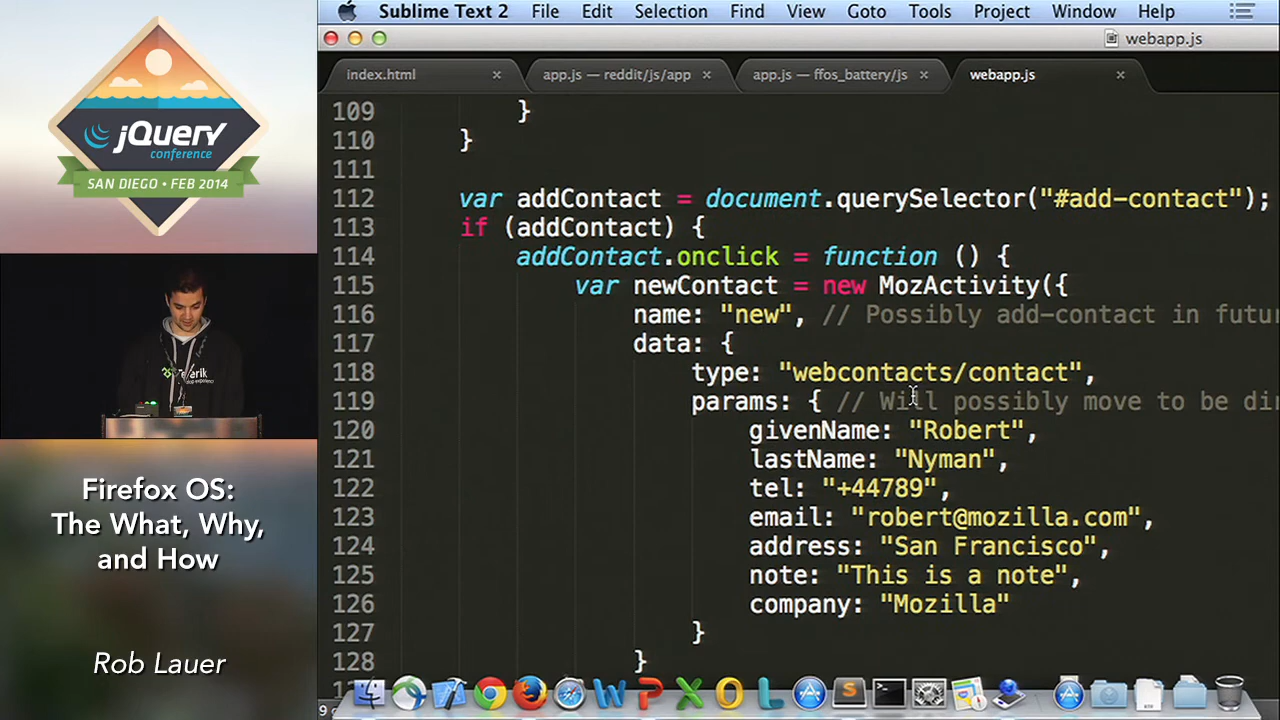 jQuery
conference
SAN DIEGO • FEB 2014
Firefox OS:
The What, Why,
and How
Rob Lauer
Sublime Text 2 File Edit Selection Find View Goto Tools Project Window Help
webapp.js
index.html × app.js — reddit/js/app × app.js — ffos_battery/js × webapp.js ×
109 }
110 }
111
112 var addContact = document.querySelector("#add-contact");
113 if (addContact) {
114 addContact.onclick = function () {
115 var newContact = new MozActivity({
116 name: "new", // Possibly add-contact in futur
117 data: {
118 type: "webcontacts/contact",
119 params: { // Will possibly move to be di
120 givenName: "Robert",
121 lastName: "Nyman",
122 tel: "+44789",
123 email: "robert@mozilla.com",
124 address: "San Francisco",
125 note: "This is a note",
126 company: "Mozilla"
127 }
128 }